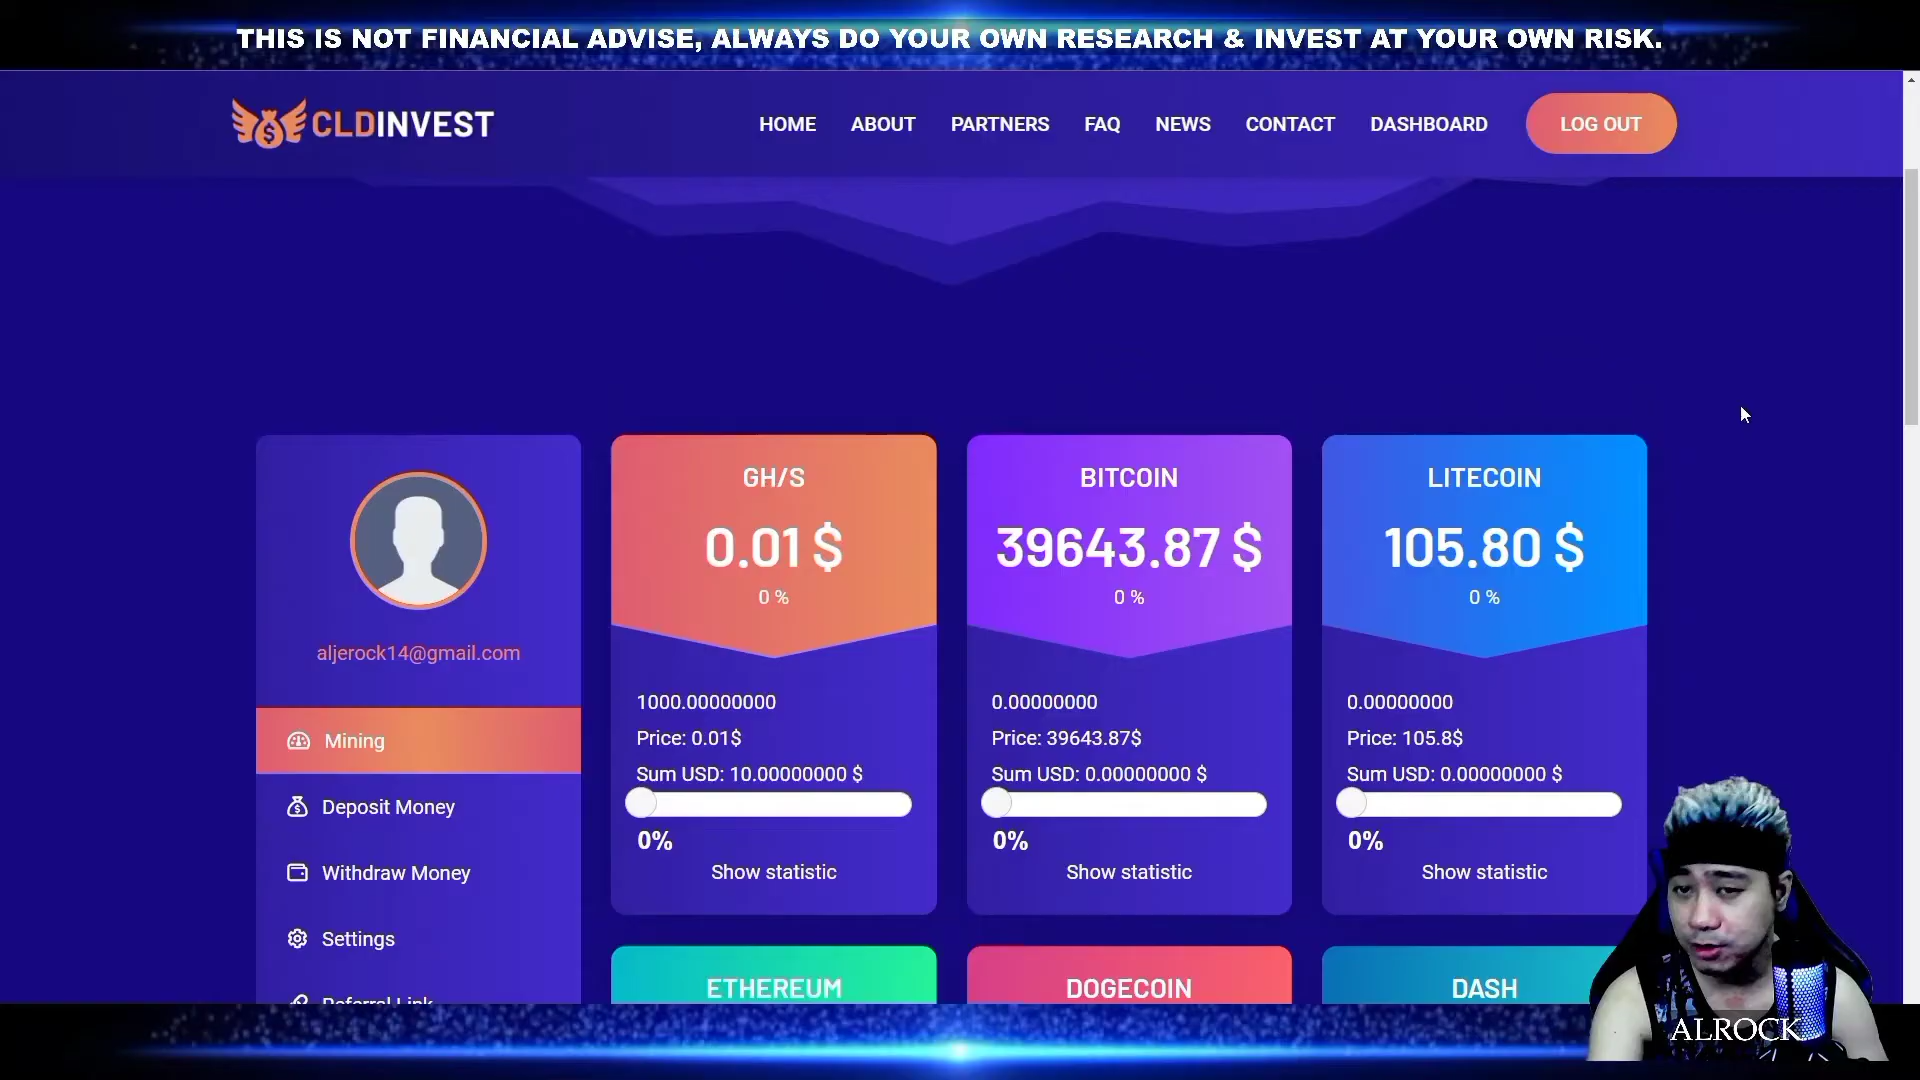 THIS IS NOT FINANCIAL ADVISE, ALWAYS DO YOUR OWN RESEARCH & INVEST AT YOUR OWN RISK.
CLDINVEST
HOME ABOUT PARTNERS FAQ NEWS CONTACT DASHBOARD LOG OUT
aljerock14@gmail.com
Mining
Deposit Money
Withdraw Money
Settings
Referral Link
GH/S
0.01 $
0 %
1000.00000000
Price: 0.01$
Sum USD: 10.00000000 $
0%
Show statistic
BITCOIN
39643.87 $
0 %
0.00000000
Price: 39643.87$
Sum USD: 0.00000000 $
0%
Show statistic
LITECOIN
105.80 $
0 %
0.00000000
Price: 105.8$
Sum USD: 0.00000000 $
0%
Show statistic
ETHEREUM
DOGECOIN
DASH
ALROCK